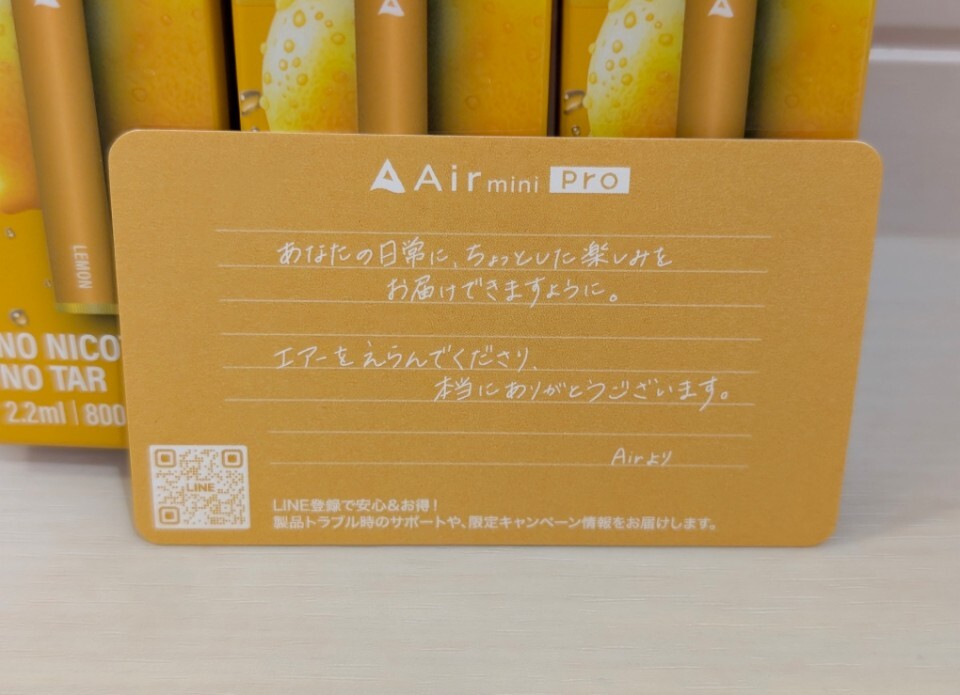 LEMON
NO NICO
NO TAR
2.2ml | 800
Air mini Pro
あなたの日常に、ちょっとした楽しみを
お届けできますように。
エアーをえらんでくださり、
本当にありがとうございます。
Airより
LINE
LINE登録で安心&お得!
製品トラブル時のサポートや、限定キャンペーン情報をお届けします。